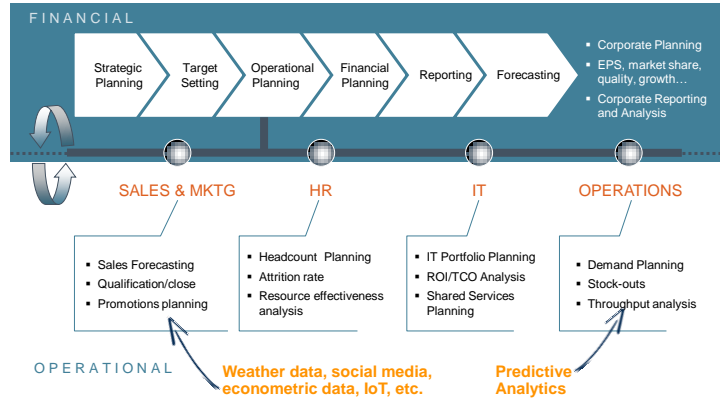 FINANCIAL
Strategic
Planning
Target
Setting
Operational
Planning
Financial
Planning
Reporting
Forecasting
▪ Corporate Planning
▪ EPS, market share,
quality, growth…
▪ Corporate Reporting
and Analysis
SALES & MKTG
HR
IT
OPERATIONS
▪ Sales Forecasting
▪ Qualification/close
▪ Promotions planning
▪ Headcount Planning
▪ Attrition rate
▪ Resource effectiveness
analysis
▪ IT Portfolio Planning
▪ ROI/TCO Analysis
▪ Shared Services
Planning
▪ Demand Planning
▪ Stock-outs
▪ Throughput analysis
OPERATIONAL
Weather data, social media,
econometric data, IoT, etc.
Predictive
Analytics